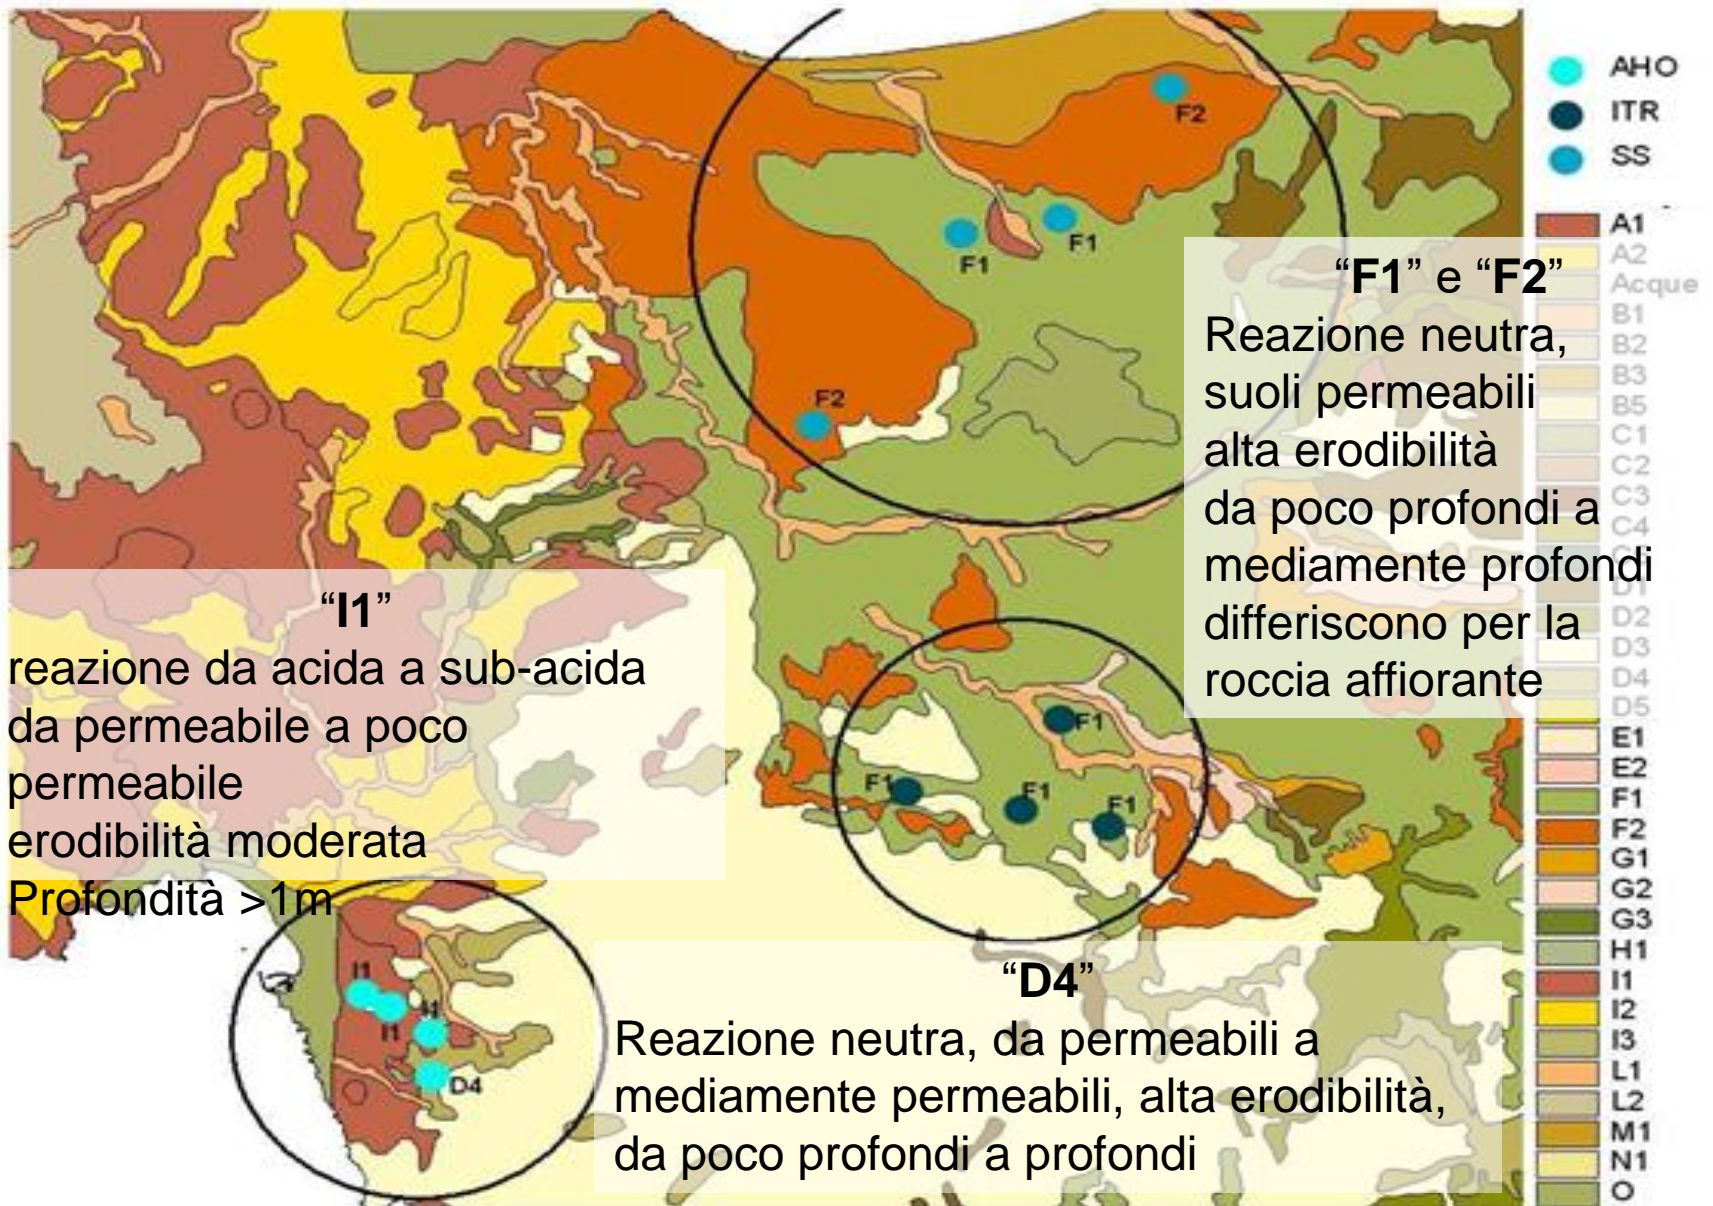 AHO
ITR
SS
A1
A2
Acque
B1
B2
B3
B5
C1
C2
C3
C4
D1
D2
D3
D4
D5
E1
E2
F1
F2
G1
G2
G3
H1
I1
I2
I3
L1
L2
M1
N1
O
F2
F1
F1
F2
“F1” e “F2”
Reazione neutra,
suoli permeabili
alta erodibilità
da poco profondi a
mediamente profondi
differiscono per la
roccia affiorante
“I1”
reazione da acida a sub-acida
da permeabile a poco
permeabile
erodibilità moderata
Profondità >1m
F1
F1
F1
F1
I1
I1
I1
D4
“D4”
Reazione neutra, da permeabili a
mediamente permeabili, alta erodibilità,
da poco profondi a profondi